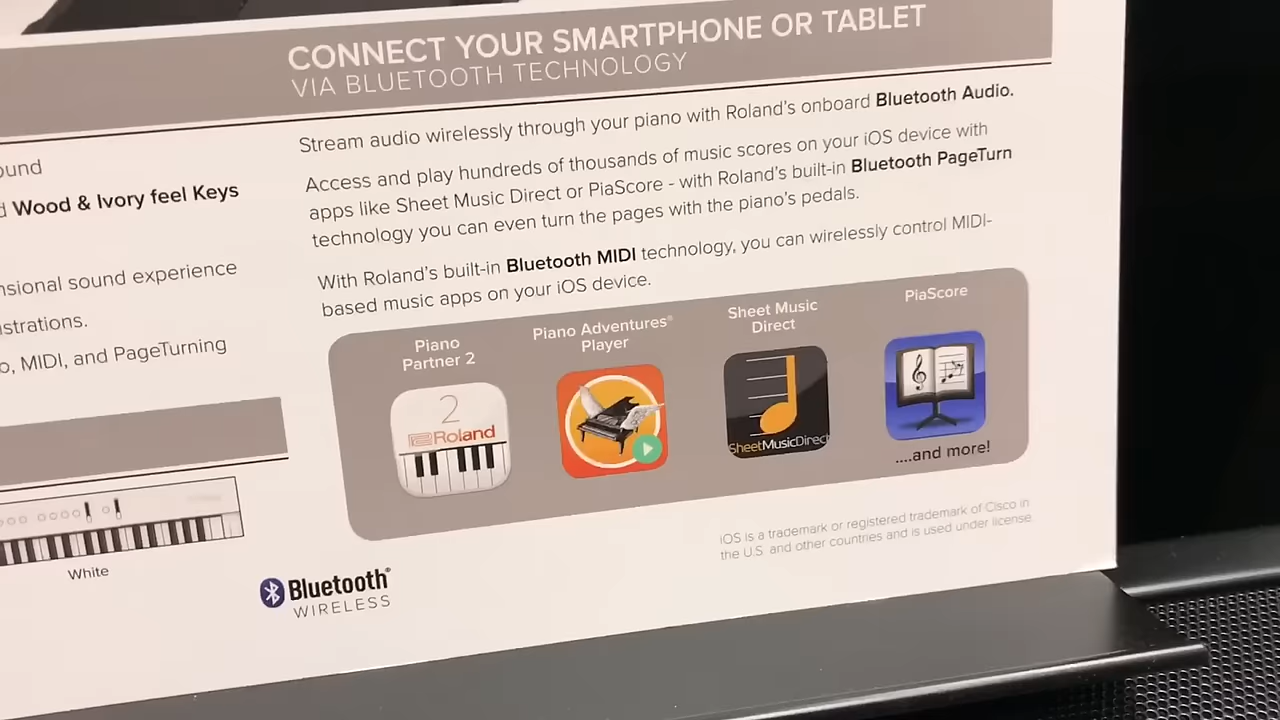 CONNECT YOUR SMARTPHONE OR TABLET
VIA BLUETOOTH TECHNOLOGY
Stream audio wirelessly through your piano with Roland's onboard Bluetooth Audio.
Access and play hundreds of thousands of music scores on your iOS device with
apps like Sheet Music Direct or PiaScore - with Roland's built-in Bluetooth PageTurn
technology you can even turn the pages with the piano's pedals.
With Roland's built-in Bluetooth MIDI technology, you can wirelessly control MIDI-
based music apps on your iOS device.
Wood & Ivory feel Keys
sound experience
MIDI, and PageTurning
White
Piano
Partner 2
2
Roland
Piano Adventures®
Player
Sheet Music
Direct
SheetMusicDirect
PiaScore
....and more!
iOS is a trademark or registered trademark of Cisco in
the U.S. and other countries and is used under license.
Bluetooth®
WIRELESS